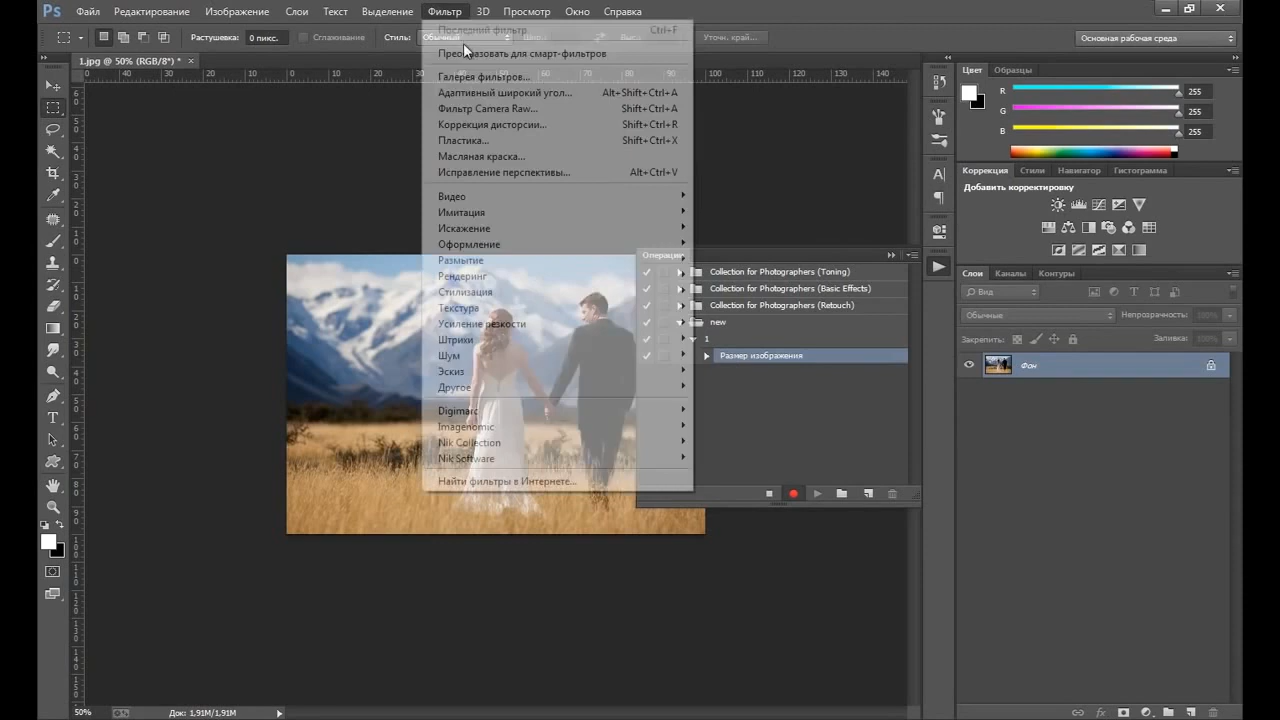 Ps Файл Редактирование Изображение Слои Текст Выделение Фильтр 3D Просмотр Окно Справка
Растушевка: 0 пикс. Сглаживание Стиль: Обычный Шир.: Выс.: Уточн. край... Основная рабочая среда
1.jpg @ 50% (RGB/8*) * ×
Последний фильтр Ctrl+F
Преобразовать для смарт-фильтров
Галерея фильтров...
Адаптивный широкий угол... Alt+Shift+Ctrl+A
Фильтр Camera Raw... Shift+Ctrl+A
Коррекция дисторсии... Shift+Ctrl+R
Пластика... Shift+Ctrl+X
Масляная краска...
Исправление перспективы... Alt+Ctrl+V
Видео
Имитация
Искажение
Оформление
Размытие
Рендеринг
Стилизация
Текстура
Усиление резкости
Штрихи
Шум
Эскиз
Другое
Digimarc
Imagenomic
Nik Collection
Nik Software
Найти фильтры в Интернете...
Операции
Collection for Photographers (Toning)
Collection for Photographers (Basic Effects)
Collection for Photographers (Retouch)
new
1
Размер изображения
Цвет Образцы
R 255
G 255
B 255
Коррекция Стили Навигатор Гистограмма
Добавить корректировку
Слои Каналы Контуры
Вид
Обычные Непрозрачность: 100%
Закрепить: Заливка: 100%
Фон
50% Док: 1,91M/1,91M